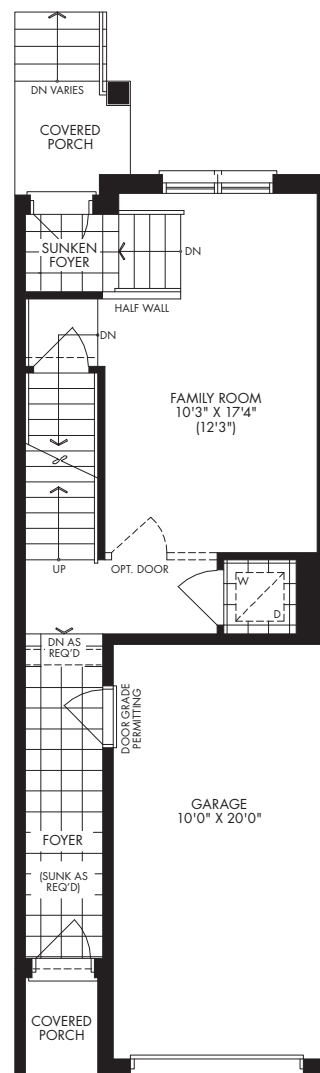 DN VARIES
COVERED
PORCH
SUNKEN
FOYER
DN
HALF WALL
DN
FAMILY ROOM
10'3" X 17'4"
(12'3")
UP
OPT. DOOR
W
D
DN AS
REQ'D
DOOR GRADE
PERMITTING
GARAGE
10'0" X 20'0"
FOYER
(SUNK AS
REQ'D)
COVERED
PORCH